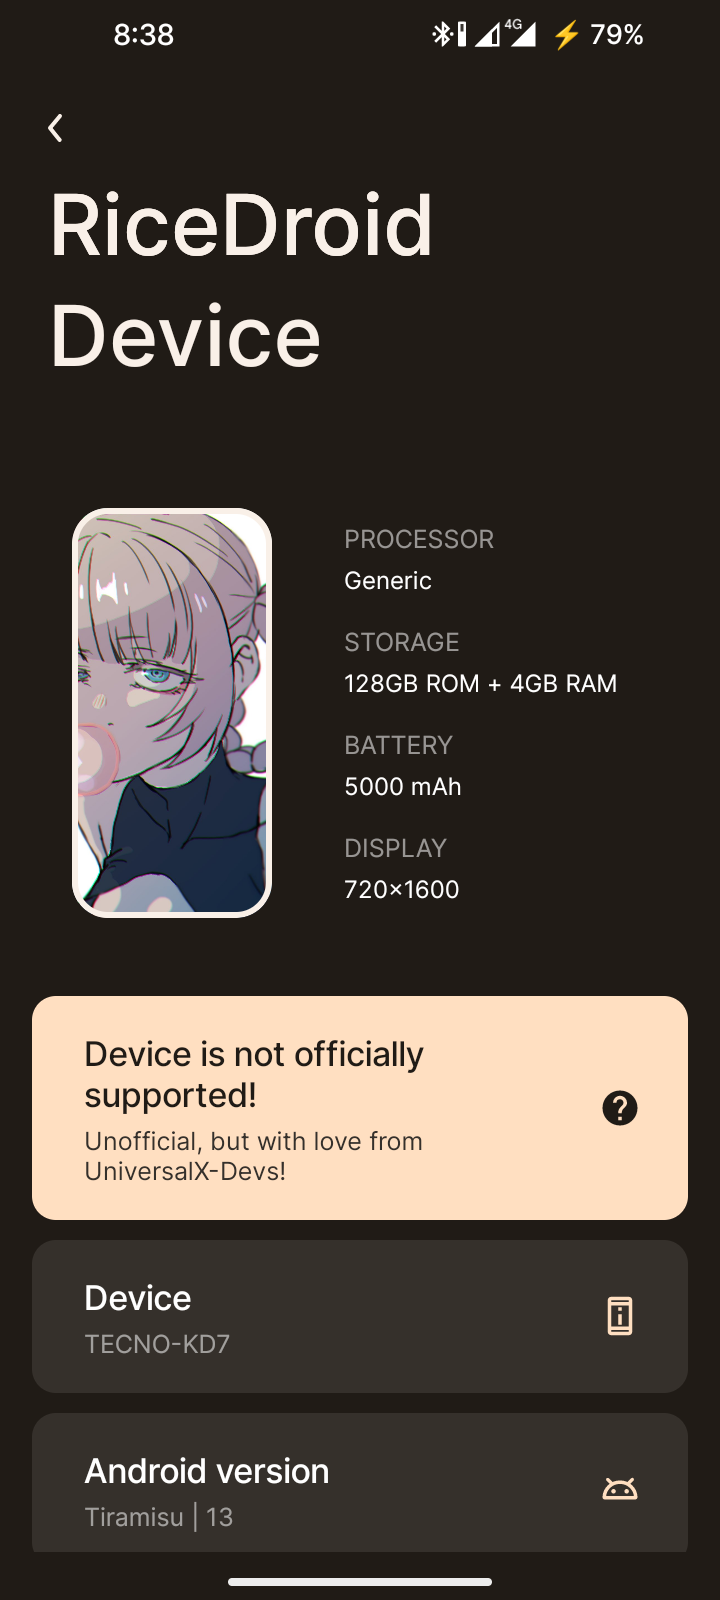 8:38
4G
⚡ 79%
RiceDroid
Device
PROCESSOR
Generic
STORAGE
128GB ROM + 4GB RAM
BATTERY
5000 mAh
DISPLAY
720×1600
Device is not officially
supported!
Unofficial, but with love from
UniversalX-Devs!
Device
TECNO-KD7
Android version
Tiramisu | 13